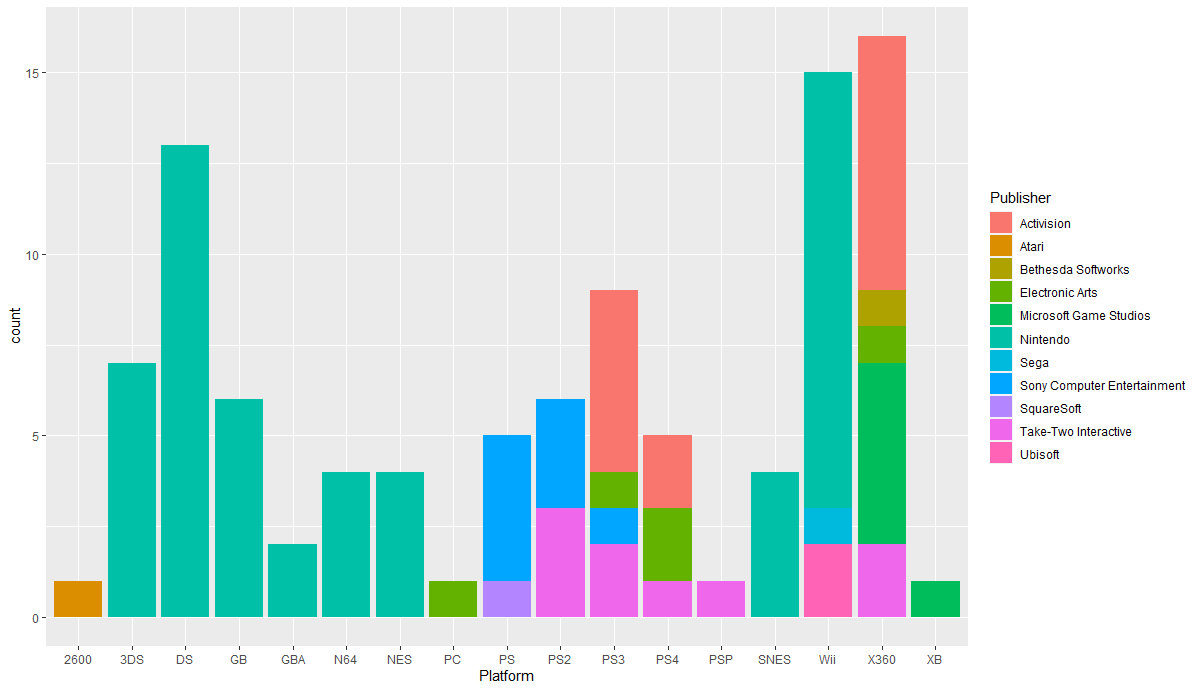 count
15
10
5
0
2600 3DS DS GB GBA N64 NES PC PS PS2 PS3 PS4 PSP SNES Wii X360 XB
Platform
Publisher
Activision
Atari
Bethesda Softworks
Electronic Arts
Microsoft Game Studios
Nintendo
Sega
Sony Computer Entertainment
SquareSoft
Take-Two Interactive
Ubisoft